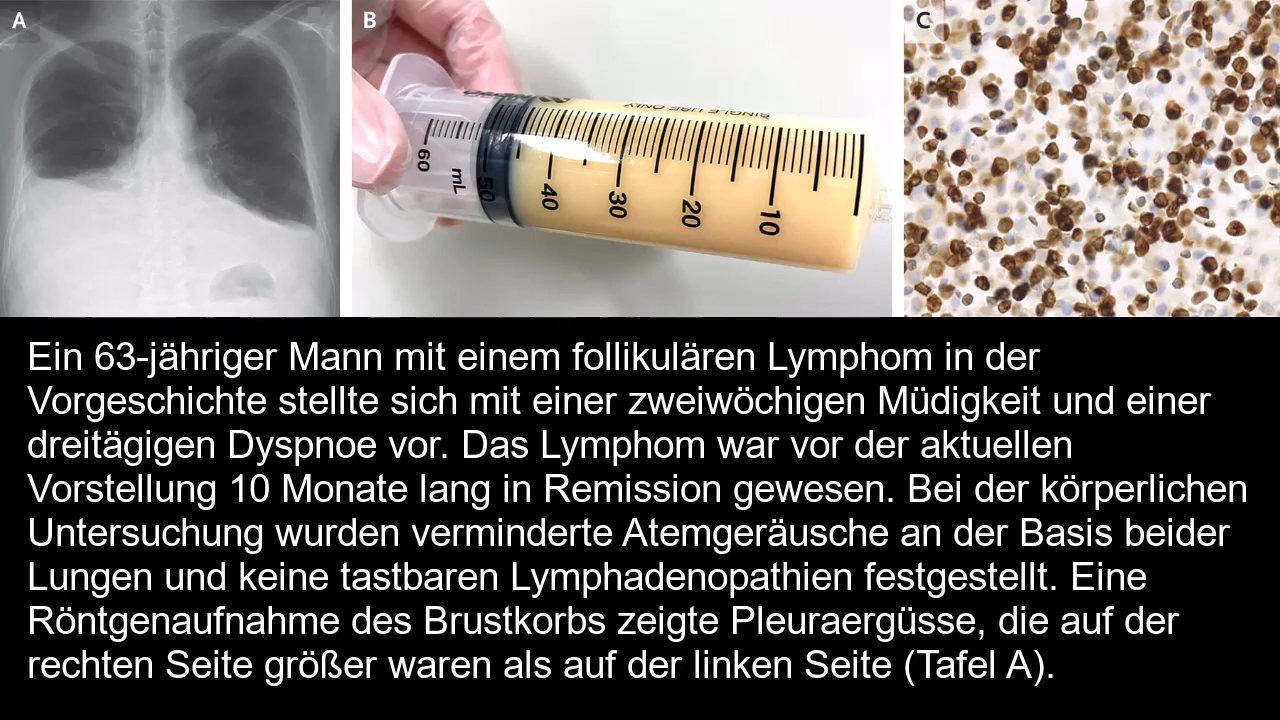 A
B
C
SINGLE USE ONLY
60
mL
50
40
30
20
10
Ein 63-jähriger Mann mit einem follikulären Lymphom in der
Vorgeschichte stellte sich mit einer zweiwöchigen Müdigkeit und einer
dreitägigen Dyspnoe vor. Das Lymphom war vor der aktuellen
Vorstellung 10 Monate lang in Remission gewesen. Bei der körperlichen
Untersuchung wurden verminderte Atemgeräusche an der Basis beider
Lungen und keine tastbaren Lymphadenopathien festgestellt. Eine
Röntgenaufnahme des Brustkorbs zeigte Pleuraergüsse, die auf der
rechten Seite größer waren als auf der linken Seite (Tafel A).